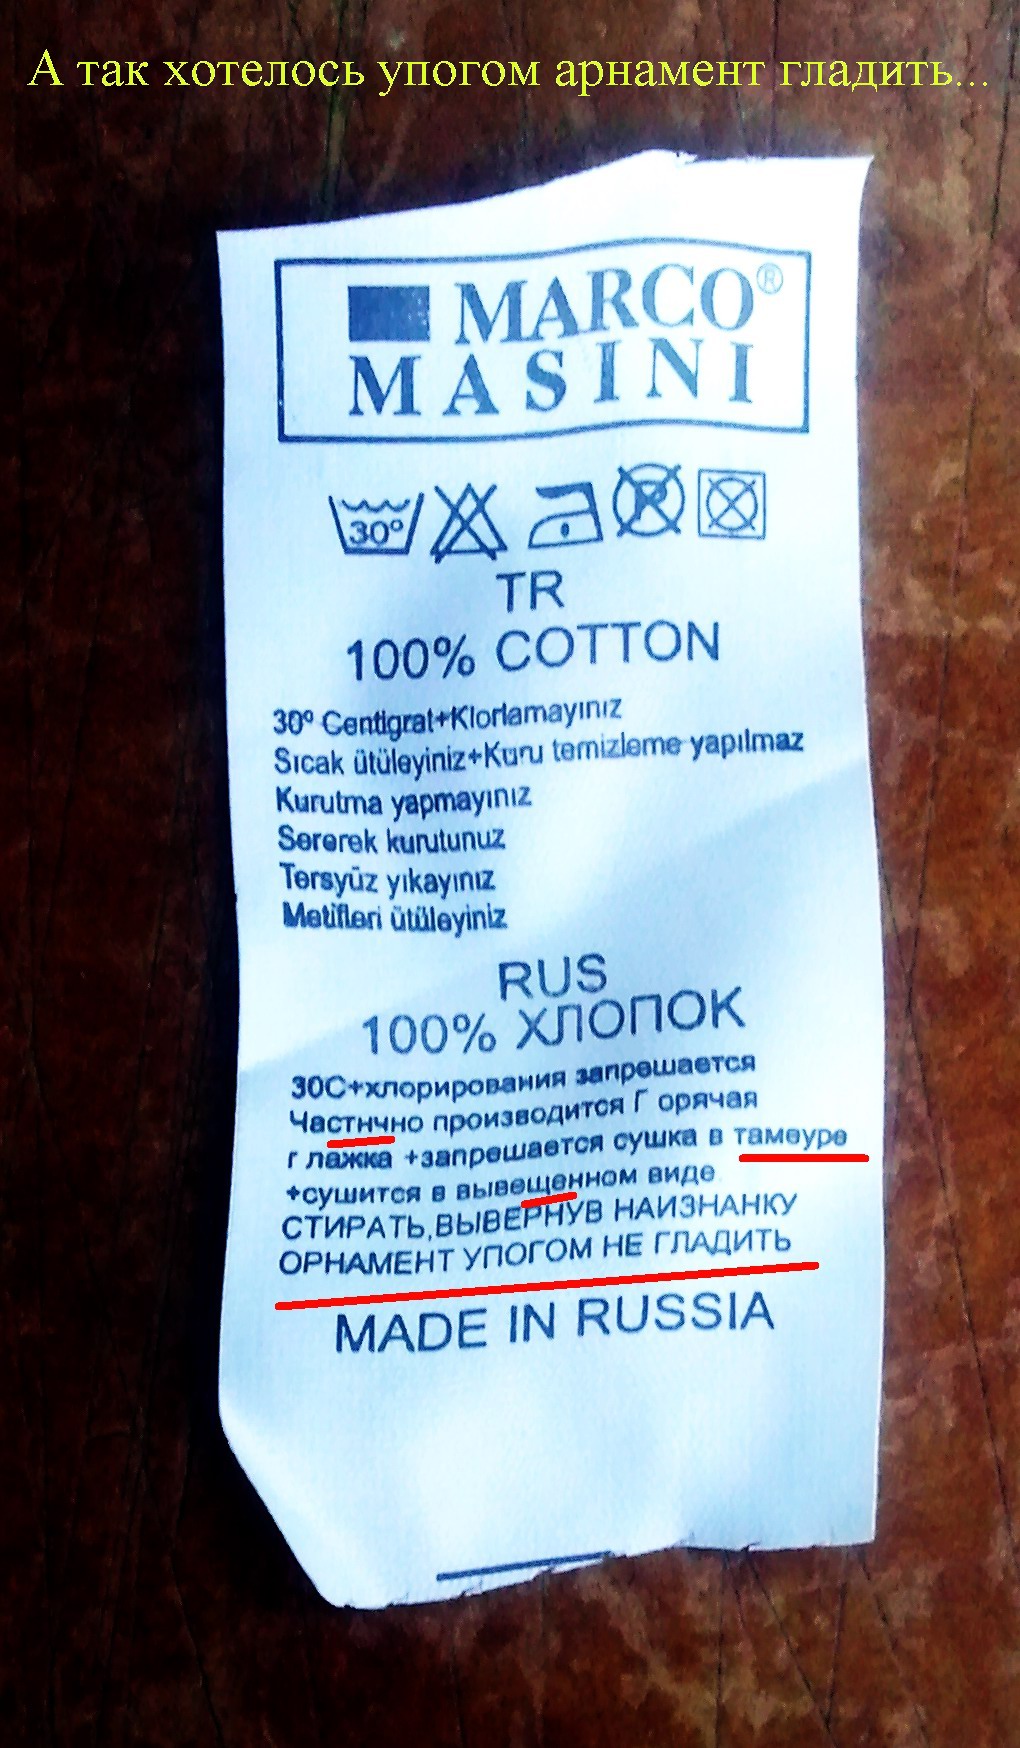 А так хотелось упогом арнамент гладить...
MARCO®
MASINI
30°
P
TR
100% COTTON
30º Centigrat+Klorlamayınız
Sıcak ütüleyiniz+Kuru temizleme yapılmaz
Kurutma yapmayınız
Sererek kurutunuz
Tersyüz yıkayınız
Metifleri ütüleyiniz
RUS
100% ХЛОПОК
30С+хлорирования запрешается
Частнчно производится Г орячая
г лажка +запрешается сушка в тамөуре
+сушится в вывещенном виде
СТИРАТЬ,ВЫВЕРНУВ НАИЗНАНКУ
ОРНАМЕНТ УПОГОМ НЕ ГЛАДИТЬ
MADE IN RUSSIA